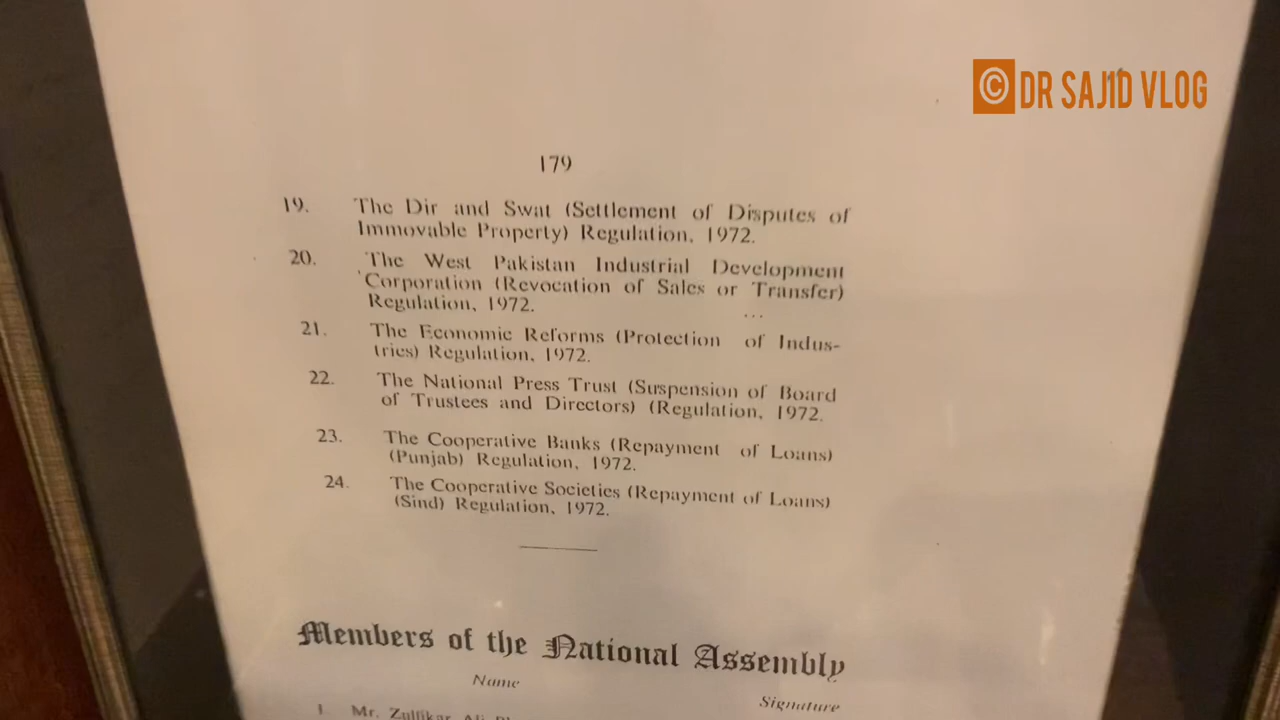 © DR SAJID VLOG
179
19. The Dir and Swat (Settlement of Disputes of
Immovable Property) Regulation, 1972.
20. The West Pakistan Industrial Development
Corporation (Revocation of Sales or Transfer)
Regulation, 1972. ...
21. The Economic Reforms (Protection of Indus-
tries) Regulation, 1972.
22. The National Press Trust (Suspension of Board
of Trustees and Directors) (Regulation, 1972.
23. The Cooperative Banks (Repayment of Loans)
(Punjab) Regulation, 1972.
24. The Cooperative Societies (Repayment of Loans)
(Sind) Regulation, 1972.
Members of the National Assembly
Name
Signature
1. Mr. Zulfikar Ali